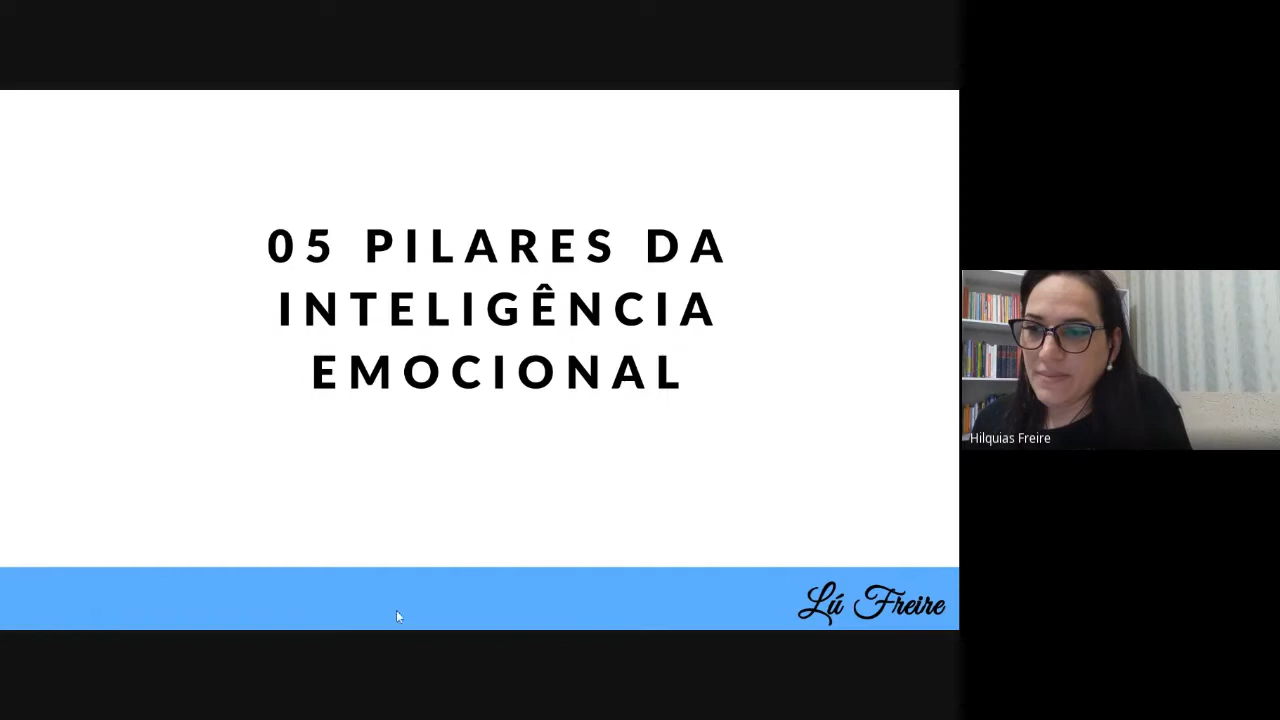 05 PILARES DA
INTELIGÊNCIA
EMOCIONAL
Lú Freire
Hilquias Freire